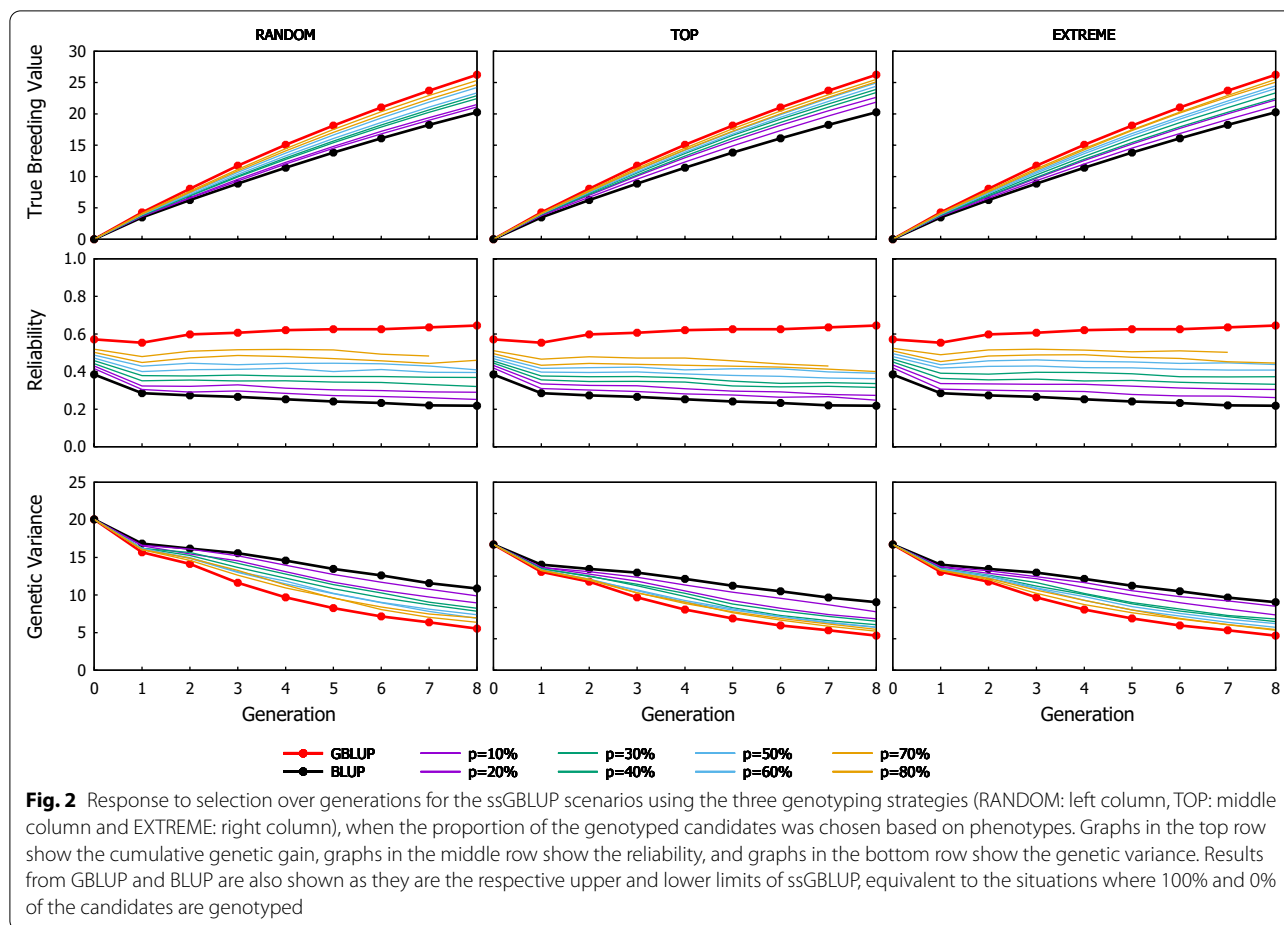 RANDOM TOP EXTREME
True Breeding Value
30
25
20
15
10
5
0
Reliability
1.0
0.8
0.6
0.4
0.2
0.0
Genetic Variance
25
20
15
10
5
0
0 1 2 3 4 5 6 7 8 0 1 2 3 4 5 6 7 8 0 1 2 3 4 5 6 7 8
Generation Generation Generation
GBLUP p=10% p=30% p=50% p=70%
BLUP p=20% p=40% p=60% p=80%
Fig. 2 Response to selection over generations for the ssGBLUP scenarios using the three genotyping strategies (RANDOM: left column, TOP: middle
column and EXTREME: right column), when the proportion of the genotyped candidates was chosen based on phenotypes. Graphs in the top row
show the cumulative genetic gain, graphs in the middle row show the reliability, and graphs in the bottom row show the genetic variance. Results
from GBLUP and BLUP are also shown as they are the respective upper and lower limits of ssGBLUP, equivalent to the situations where 100% and 0%
of the candidates are genotyped